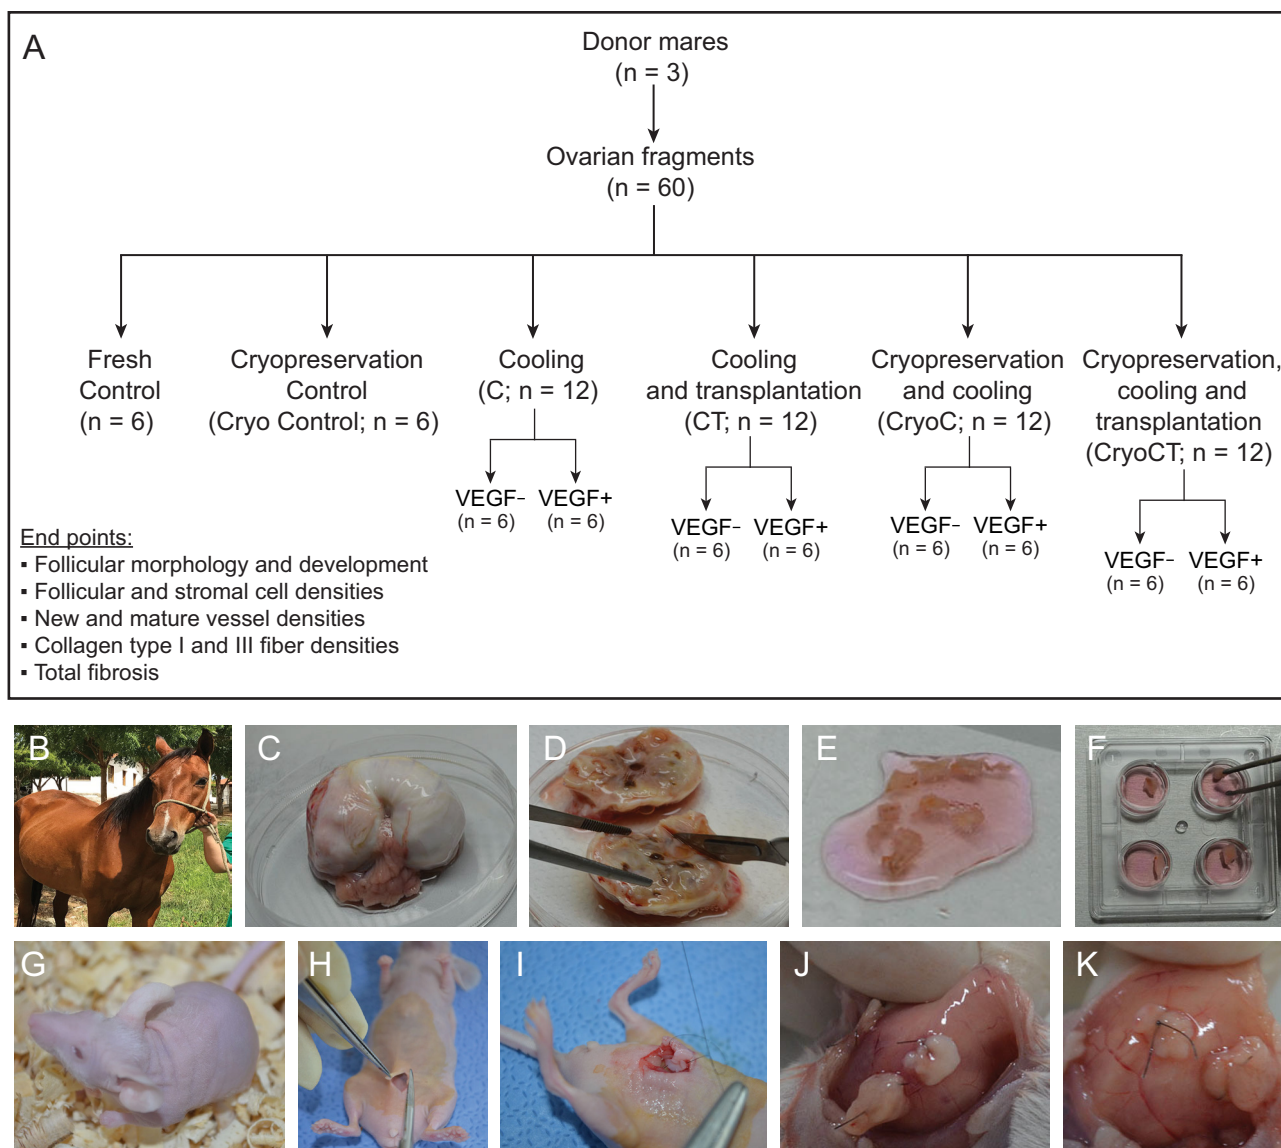 A
Donor mares
(n = 3)
Ovarian fragments
(n = 60)
Fresh
Control
(n = 6)
Cryopreservation
Control
(Cryo Control; n = 6)
Cooling
(C; n = 12)
VEGF-
(n = 6)
VEGF+
(n = 6)
Cooling
and transplantation
(CT; n = 12)
VEGF-
(n = 6)
VEGF+
(n = 6)
Cryopreservation
and cooling
(CryoC; n = 12)
VEGF-
(n = 6)
VEGF+
(n = 6)
Cryopreservation,
cooling and
transplantation
(CryoCT; n = 12)
VEGF-
(n = 6)
VEGF+
(n = 6)
End points:
▪ Follicular morphology and development
▪ Follicular and stromal cell densities
▪ New and mature vessel densities
▪ Collagen type I and III fiber densities
▪ Total fibrosis
B
C
D
E
F
G
H
I
J
K